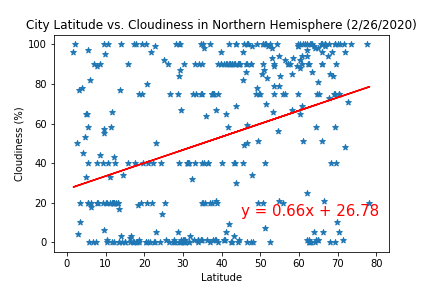 City Latitude vs. Cloudiness in Northern Hemisphere (2/26/2020)
100
80
60
40
20
0
Cloudiness (%)
y = 0.66x + 26.78
0 10 20 30 40 50 60 70 80
Latitude